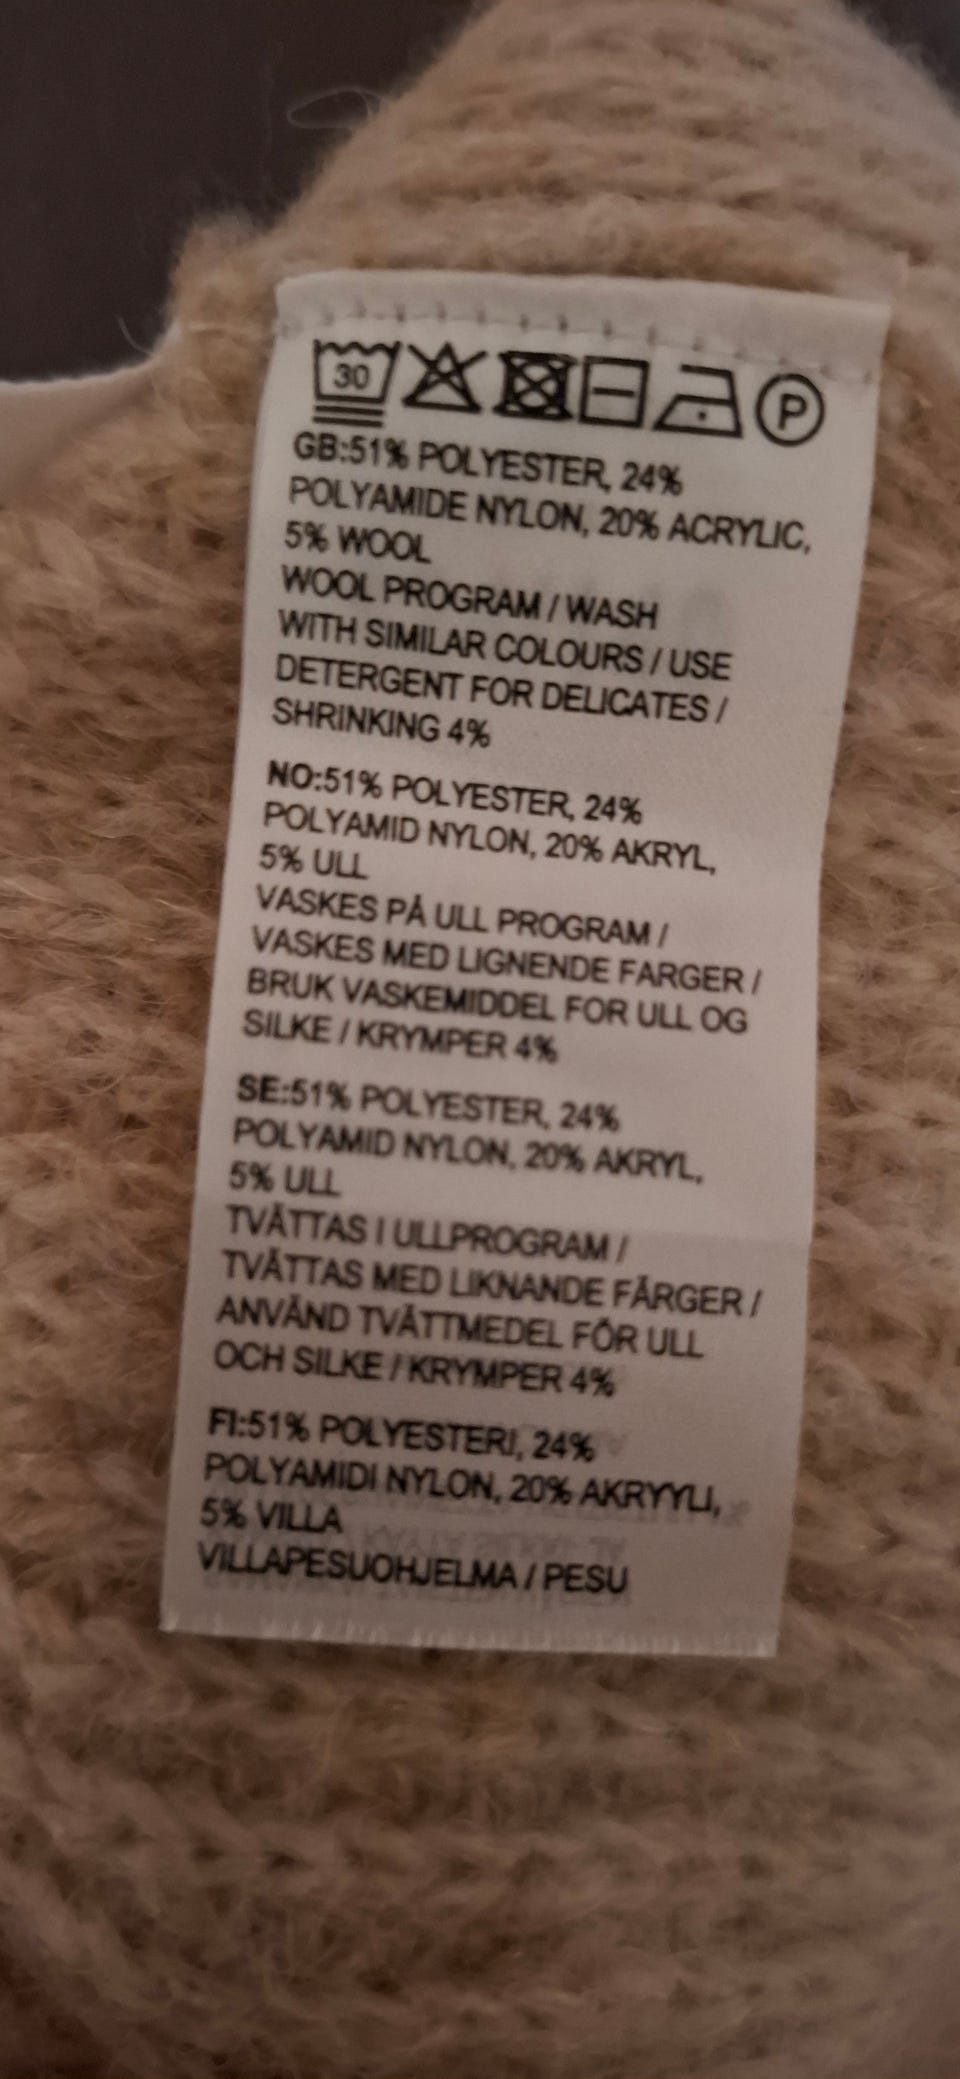 30
P
GB:51% POLYESTER, 24%
POLYAMIDE NYLON, 20% ACRYLIC,
5% WOOL
WOOL PROGRAM / WASH
WITH SIMILAR COLOURS / USE
DETERGENT FOR DELICATES /
SHRINKING 4%
NO:51% POLYESTER, 24%
POLYAMID NYLON, 20% AKRYL,
5% ULL
VASKES PÅ ULL PROGRAM /
VASKES MED LIGNENDE FARGER /
BRUK VASKEMIDDEL FOR ULL OG
SILKE / KRYMPER 4%
SE:51% POLYESTER, 24%
POLYAMID NYLON, 20% AKRYL,
5% ULL
TVÄTTAS I ULLPROGRAM /
TVÄTTAS MED LIKNANDE FÄRGER /
ANVÄND TVÄTTMEDEL FÖR ULL
OCH SILKE / KRYMPER 4%
FI:51% POLYESTERI, 24%
POLYAMIDI NYLON, 20% AKRYYLI,
5% VILLA
VILLAPESUOHJELMA / PESU